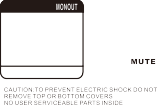 MONOUT
MUTE
CAUTION TO PREVENT ELECTRIC SHOCK DO NOT
REMOVE TOP OR BOTTOM COVERS
NO USER SERVICEABLE PARTS INSIDE